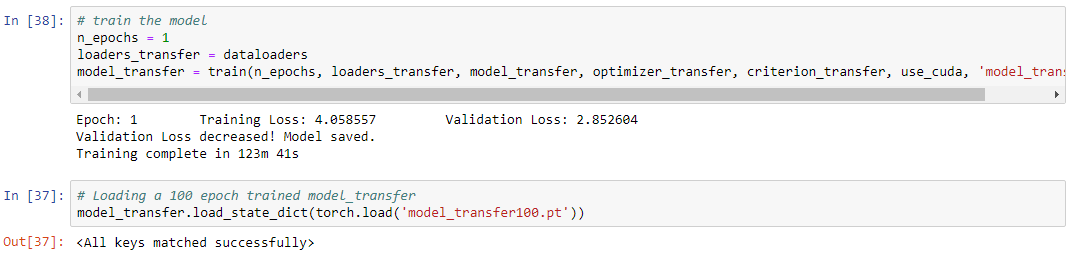 In [38]: # train the model
n_epochs = 1
loaders_transfer = dataloaders
model_transfer = train(n_epochs, loaders_transfer, model_transfer, optimizer_transfer, criterion_transfer, use_cuda, 'model_trans
Epoch: 1 Training Loss: 4.058557 Validation Loss: 2.852604
Validation Loss decreased! Model saved.
Training complete in 123m 41s
In [37]: # Loading a 100 epoch trained model_transfer
model_transfer.load_state_dict(torch.load('model_transfer100.pt'))
Out[37]: <All keys matched successfully>